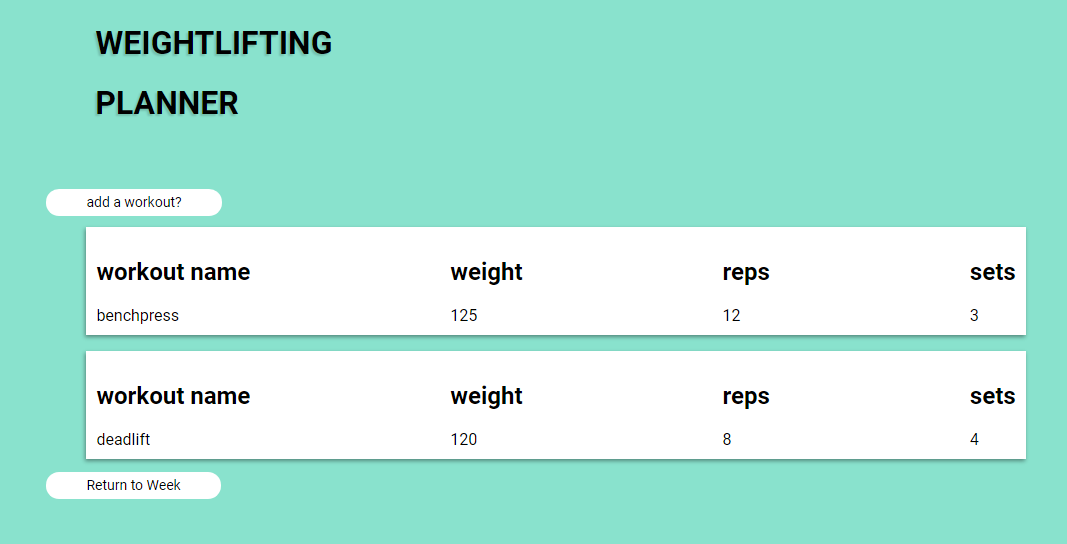 WEIGHTLIFTING
PLANNER
add a workout?
workout name weight reps sets
benchpress 125 12 3
workout name weight reps sets
deadlift 120 8 4
Return to Week